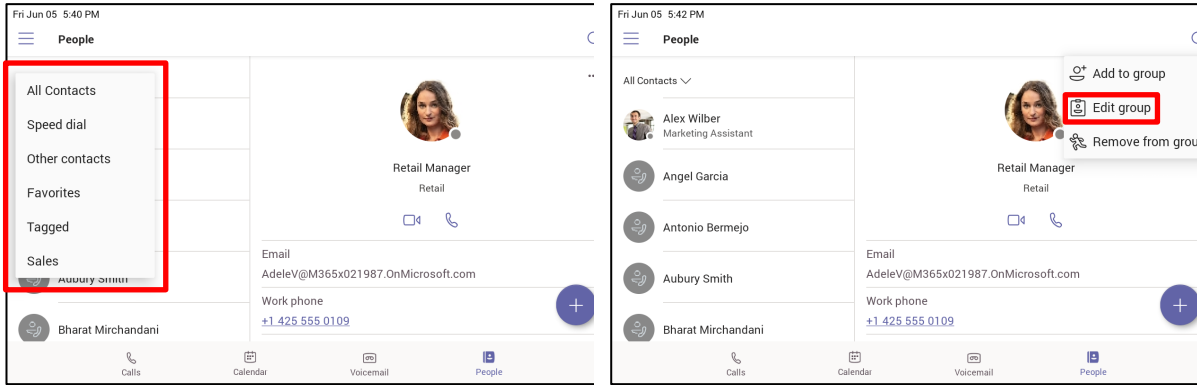 Fri Jun 05 5:40 PM
People
All Contacts
Speed dial
Other contacts
Favorites
Tagged
Sales
Aubury Smith
Bharat Mirchandani
Retail Manager
Retail
Email
AdeleV@M365x021987.OnMicrosoft.com
Work phone
+1 425 555 0109
Calls
Calendar
Voicemail
People
Fri Jun 05 5:42 PM
People
All Contacts
Alex Wilber
Marketing Assistant
Angel Garcia
Antonio Bermejo
Aubury Smith
Bharat Mirchandani
Add to group
Edit group
Remove from grou
Retail Manager
Retail
Email
AdeleV@M365x021987.OnMicrosoft.com
Work phone
+1 425 555 0109
Calls
Calendar
Voicemail
People